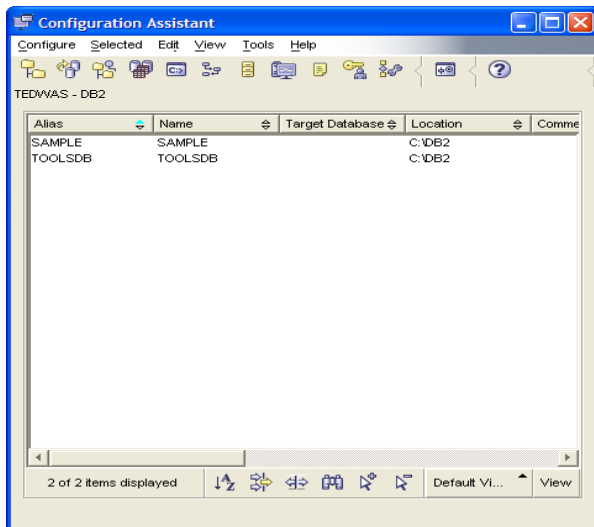 Configuration Assistant
Configure Selected Edit View Tools Help
TEDWAS - DB2
Alias Name Target Database Location Comme
SAMPLE SAMPLE C:\DB2
TOOLSDB TOOLSDB C:\DB2
2 of 2 items displayed Default Vi... View